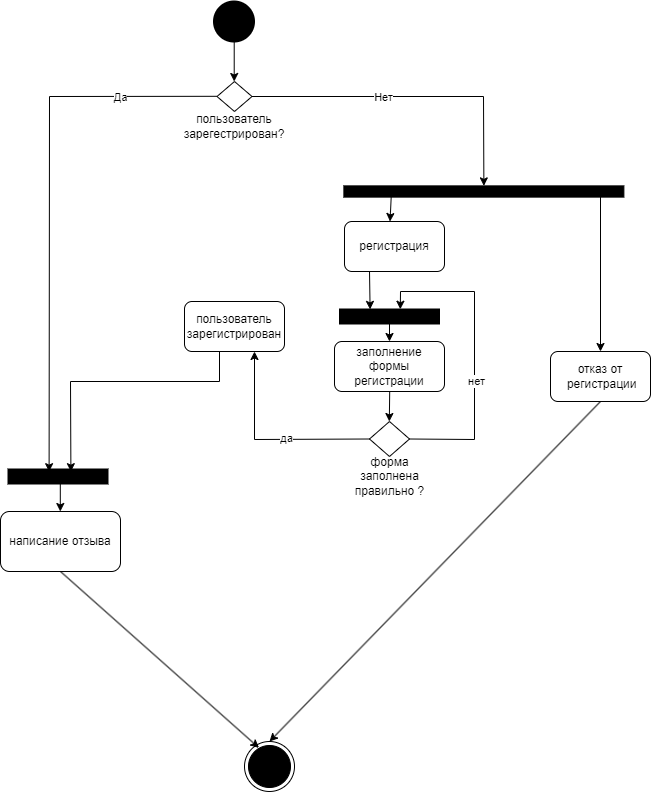 Да
Нет
пользователь
зарегестрирован?
регистрация
пользователь
зарегистрирован
заполнение
формы
регистрации
отказ от
регистрации
нет
да
форма
заполнена
правильно ?
написание отзыва